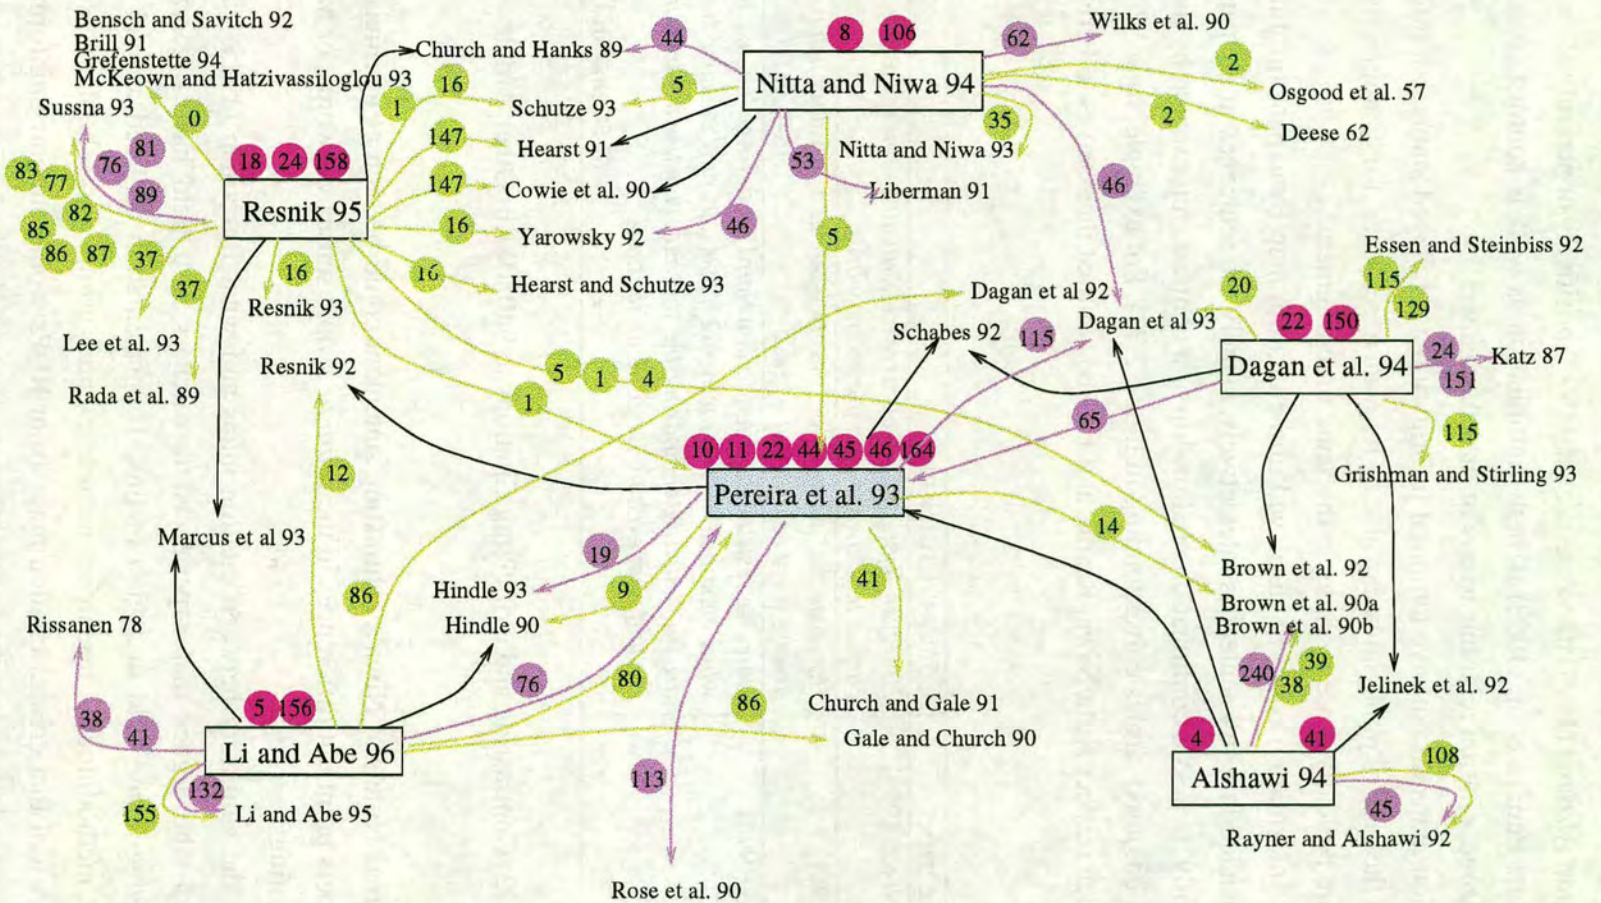 Bensch and Savitch 92
Brill 91
Grefenstette 94
McKeown and Hatzivassiloglou 93
Sussna 93
0
76
81
89
83
77
82
85
86
87
37
37
18
24
158
Resnik 95
16
Resnik 93
Lee et al. 93
Rada et al. 89
Church and Hanks 89
44
16
1
Schutze 93
5
147
Hearst 91
147
Cowie et al. 90
16
Yarowsky 92
46
16
Hearst and Schutze 93
8
106
Nitta and Niwa 94
62
Wilks et al. 90
2
Osgood et al. 57
2
Deese 62
35
Nitta and Niwa 93
53
Liberman 91
46
5
Essen and Steinbiss 92
115
129
20
22
150
Dagan et al. 94
24
151
Katz 87
115
Grishman and Stirling 93
Dagan et al 92
Schabes 92
115
Dagan et al 93
65
Resnik 92
5
1
4
1
12
10
11
22
44
45
46
164
Pereira et al. 93
14
Marcus et al 93
19
Hindle 93
9
Hindle 90
41
86
Brown et al. 92
Brown et al. 90a
Brown et al. 90b
240
38
39
Jelinek et al. 92
Rissanen 78
38
41
5
156
Li and Abe 96
76
80
86
Church and Gale 91
Gale and Church 90
132
155
Li and Abe 95
113
Rose et al. 90
4
41
Alshawi 94
108
45
Rayner and Alshawi 92